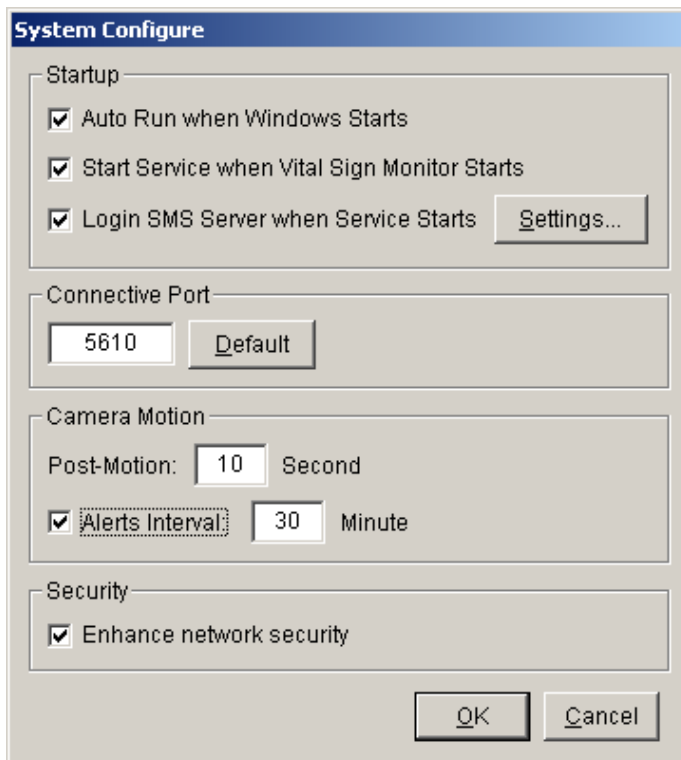 System Configure
Startup
Auto Run when Windows Starts
Start Service when Vital Sign Monitor Starts
Login SMS Server when Service Starts Settings...
Connective Port
5610 Default
Camera Motion
Post-Motion: 10 Second
Alerts Interval: 30 Minute
Security
Enhance network security
OK Cancel